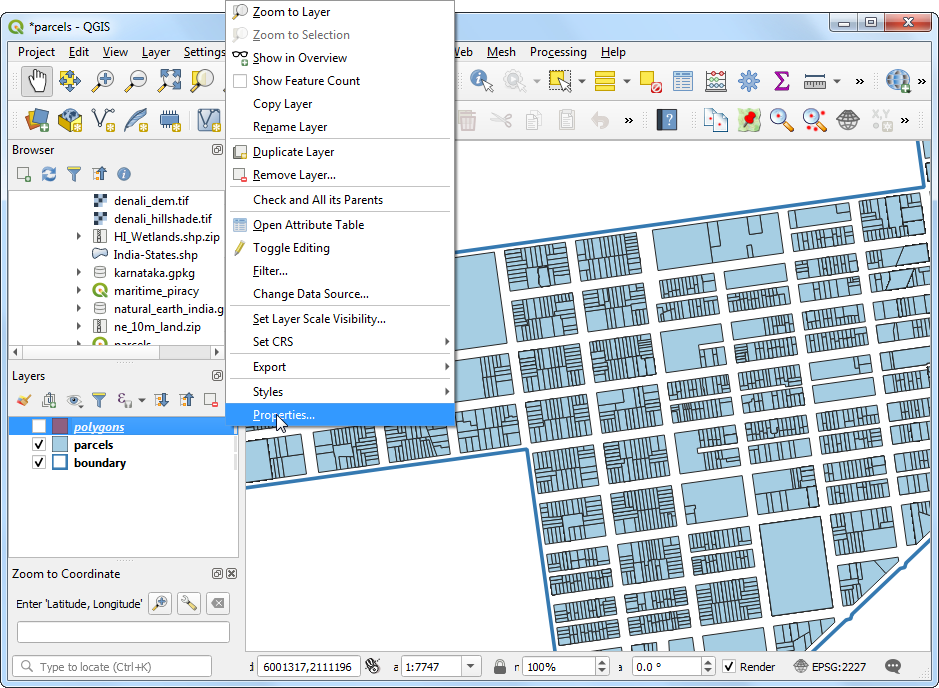 *parcels - QGIS
Project Edit View Layer Settings Web Mesh Processing Help
Zoom to Layer
Zoom to Selection
Show in Overview
Show Feature Count
Copy Layer
Rename Layer
Duplicate Layer
Remove Layer...
Check and All its Parents
Open Attribute Table
Toggle Editing
Filter...
Change Data Source...
Set Layer Scale Visibility...
Set CRS
Export
Styles
Properties...
X,Y
Browser
denali_dem.tif
denali_hillshade.tif
HI_Wetlands.shp.zip
India-States.shp
karnataka.gpkg
maritime_piracy
natural_earth_india.g
ne_10m_land.zip
parcels
Layers
polygons
parcels
boundary
Zoom to Coordinate
Enter 'Latitude, Longitude'
Type to locate (Ctrl+K)
6001317,2111196
a 1:7747
100%
a 0.0 °
Render
EPSG:2227